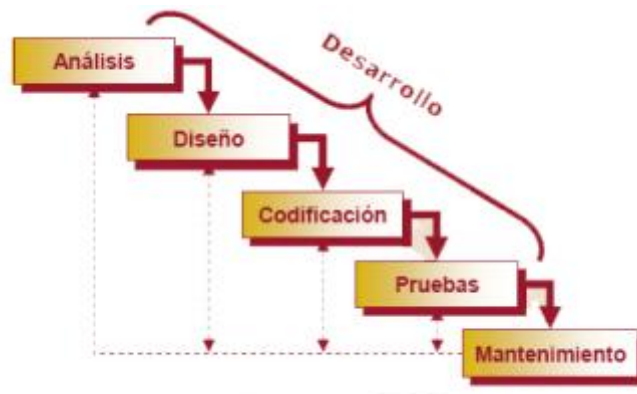 Desarrollo
Análisis
Diseño
Codificación
Pruebas
Mantenimiento